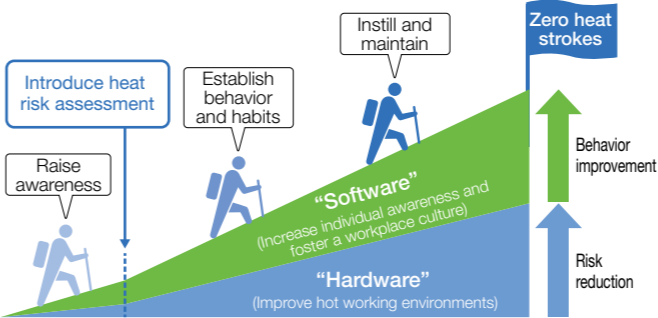 Zero heat
strokes
Instill and
maintain
Introduce heat
risk assessment
Establish
behavior
and habits
Raise
awareness
Behavior
improvement
“Software”
(Increase individual awareness and
foster a workplace culture)
Risk
reduction
“Hardware”
(Improve hot working environments)